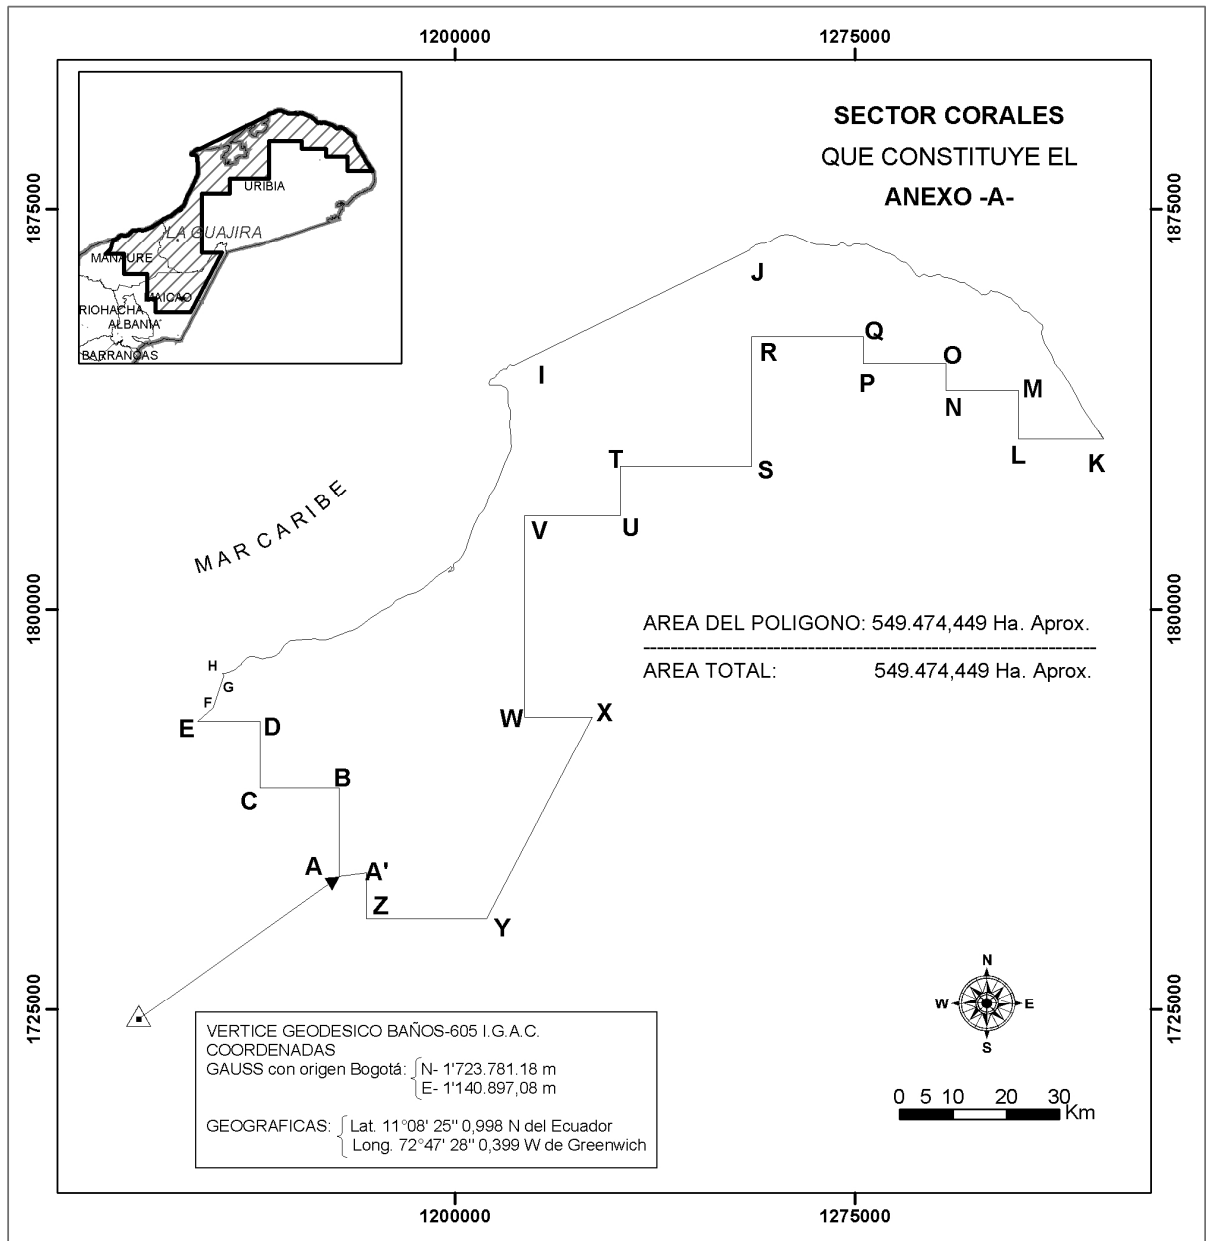 1200000
1275000
SECTOR CORALES
QUE CONSTITUYE EL
ANEXO -A-
1875000
1875000
URIBIA
LA GUAJIRA
MANAURE
MAICAO
RIOHACHA
ALBANIA
BARRANCAS
J
Q
R
O
I
P
M
N
T
S
L
K
V
U
MAR CARIBE
1800000
1800000
AREA DEL POLIGONO: 549.474,449 Ha. Aprox.
AREA TOTAL: 549.474,449 Ha. Aprox.
H
G
F
E
D
W
X
B
C
A
A'
Z
Y
N
W
E
S
1725000
1725000
VERTICE GEODESICO BAÑOS-605 I.G.A.C.
COORDENADAS
GAUSS con origen Bogotá:
N- 1'723.781.18 m
E- 1'140.897,08 m
GEOGRAFICAS:
Lat. 11°08' 25" 0,998 N del Ecuador
Long. 72°47' 28" 0,399 W de Greenwich
0 5 10 20 30
Km
1200000
1275000